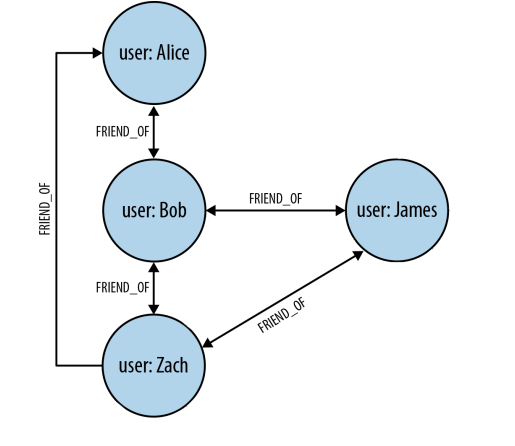 user: Alice
FRIEND_OF
FRIEND_OF
user: Bob
FRIEND_OF
user: James
FRIEND_OF
FRIEND_OF
user: Zach